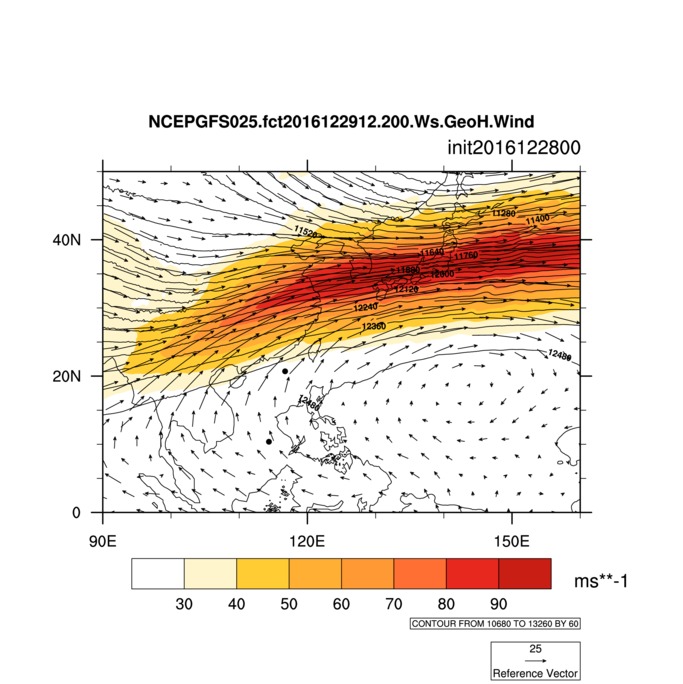 NCEPGFS025.fct2016122912.200.Ws.GeoH.Wind
init2016122800
11280
11520
11400
40N
11640
11760
11880
12000
12120
12240
12360
12480
20N
12480
0
90E 120E 150E
ms**-1
30 40 50 60 70 80 90
CONTOUR FROM 10680 TO 13260 BY 60
25
Reference Vector